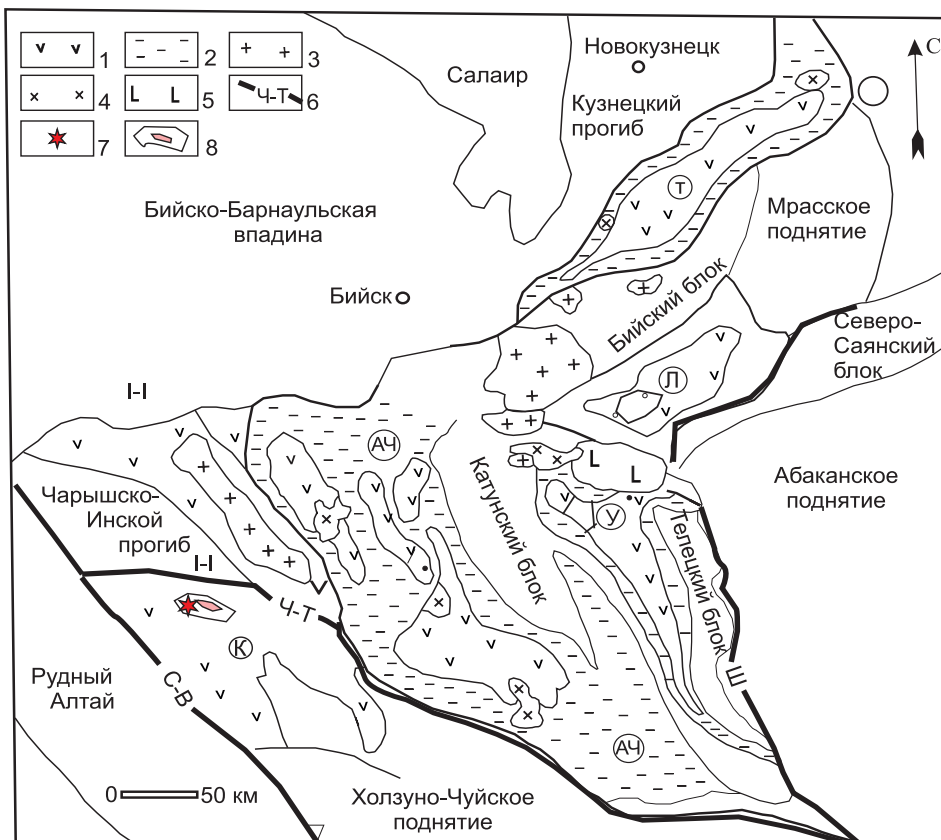 1
2
3
4
L L
5
Ч-Т
6
7
8
Салаир
Новокузнецк
Кузнецкий
прогиб
С
Т
Мрасское
поднятие
Бийско-Барнаульская
впадина
Бийск
Бийский блок
Северо-
Саянский
блок
Л
I-I
АЧ
L
L
Катунский блок
Абаканское
поднятие
Чарышско-
Инской
прогиб
У
Телецкий блок
I-I
Ч-Т
К
С-В
Ш
Рудный
Алтай
АЧ
0 50 км
Холзуно-Чуйское
поднятие